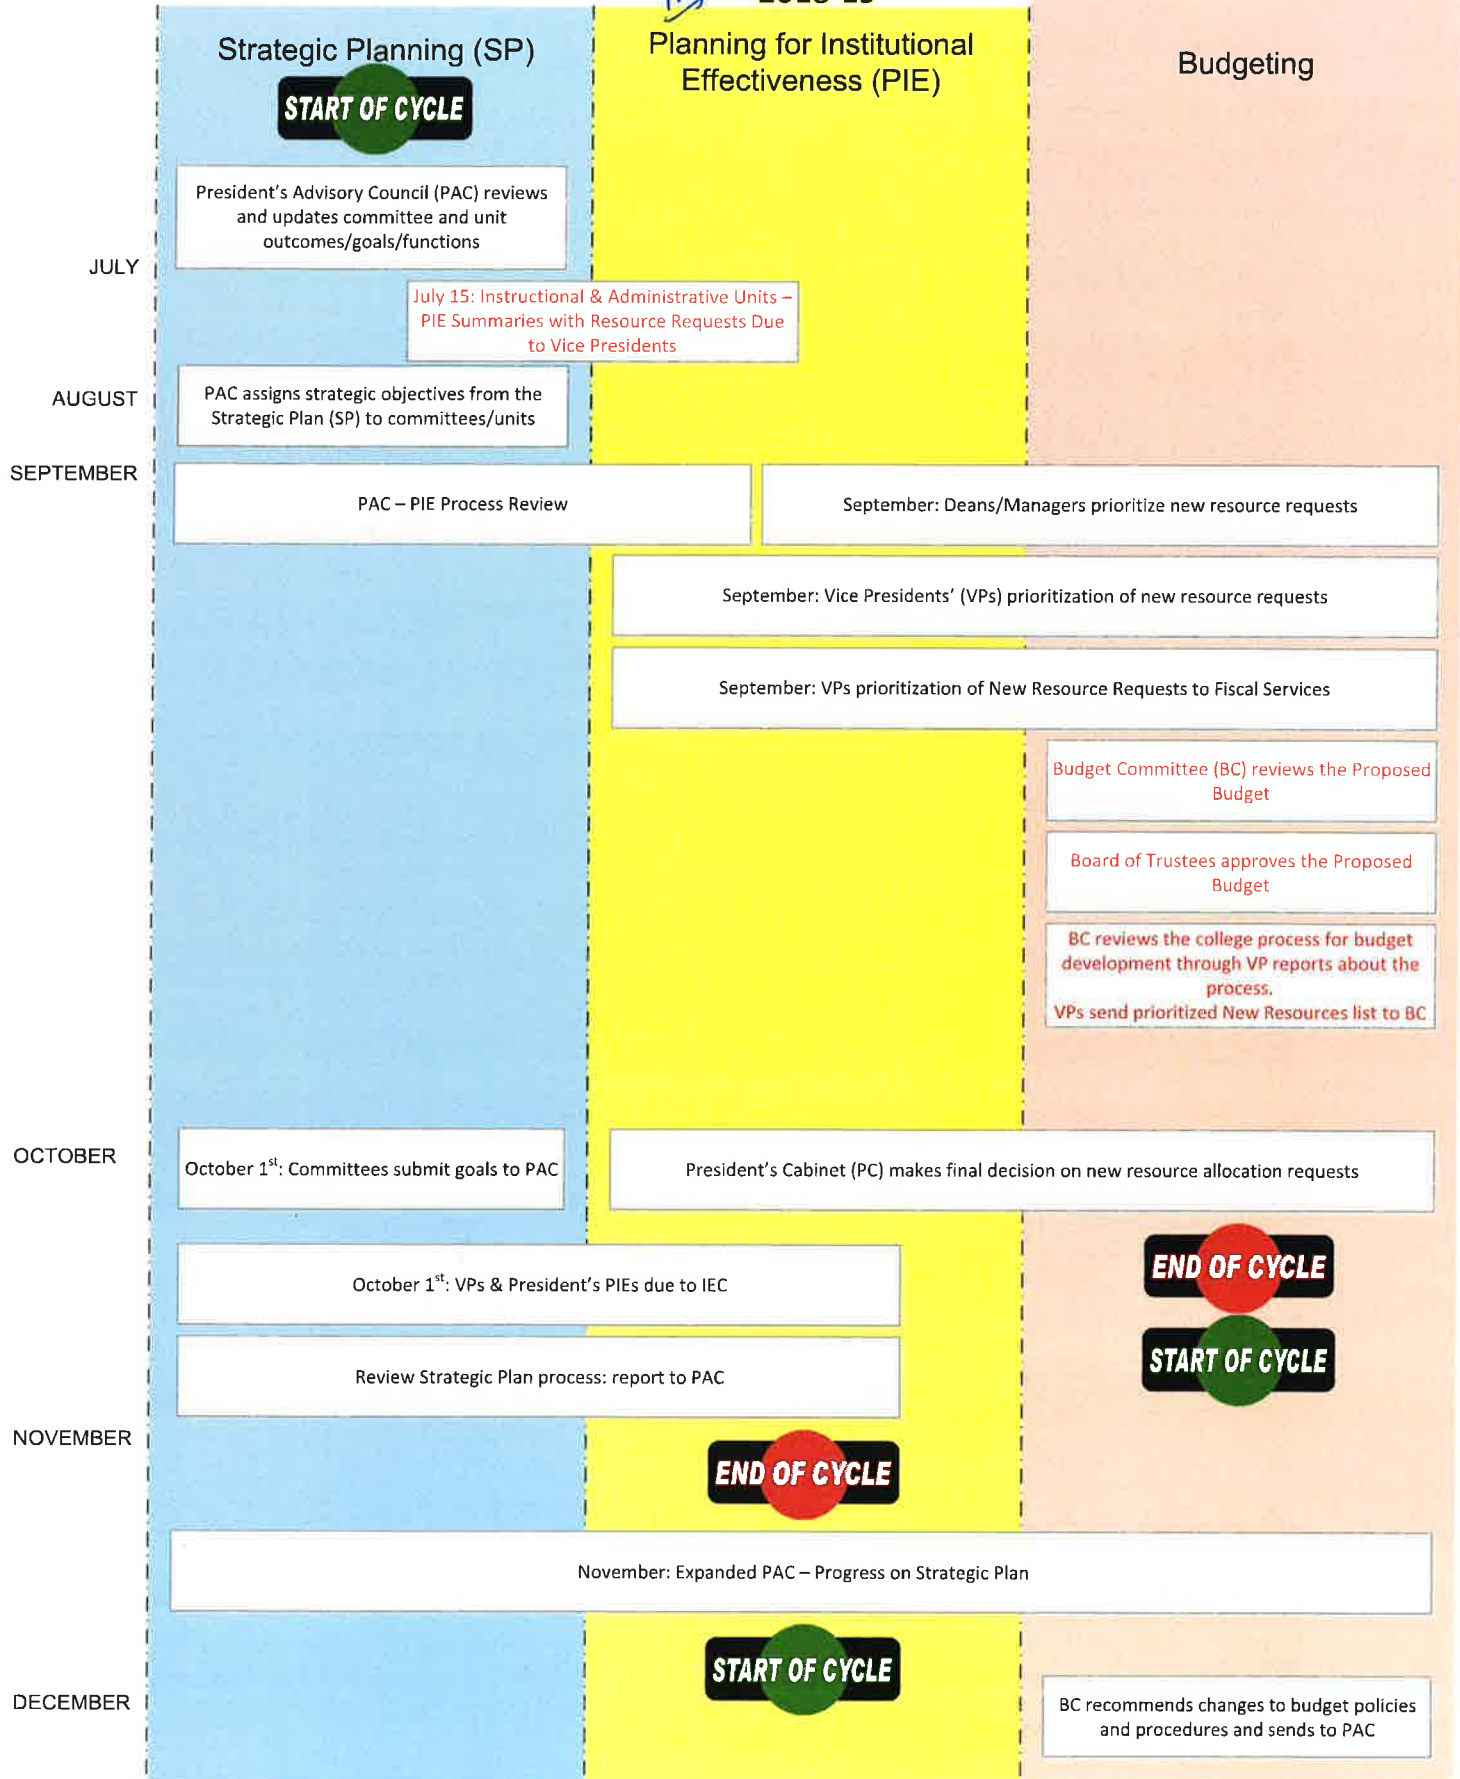 Strategic Planning (SP)
START OF CYCLE
Planning for Institutional
Effectiveness (PIE)
Budgeting
President's Advisory Council (PAC) reviews
and updates committee and unit
outcomes/goals/functions
JULY
July 15: Instructional & Administrative Units –
PIE Summaries with Resource Requests Due
to Vice Presidents
AUGUST
PAC assigns strategic objectives from the
Strategic Plan (SP) to committees/units
SEPTEMBER
PAC – PIE Process Review
September: Deans/Managers prioritize new resource requests
September: Vice Presidents' (VPs) prioritization of new resource requests
September: VPs prioritization of New Resource Requests to Fiscal Services
Budget Committee (BC) reviews the Proposed
Budget
Board of Trustees approves the Proposed
Budget
BC reviews the college process for budget
development through VP reports about the
process.
VPs send prioritized New Resources list to BC
OCTOBER
October 1st: Committees submit goals to PAC
President's Cabinet (PC) makes final decision on new resource allocation requests
October 1st: VPs & President's PIEs due to IEC
END OF CYCLE
Review Strategic Plan process: report to PAC
START OF CYCLE
NOVEMBER
END OF CYCLE
November: Expanded PAC – Progress on Strategic Plan
START OF CYCLE
DECEMBER
BC recommends changes to budget policies
and procedures and sends to PAC